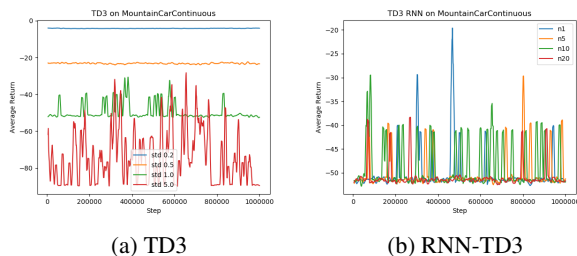 TD3 on MountainCarContinuous
0
−20
−40
−60
−80
Average Return
std 0.2
std 0.5
std 1.0
std 5.0
0 200000 400000 600000 800000 1000000
Step
(a) TD3
TD3 RNN on MountainCarContinuous
−20
−25
−30
−35
−40
−45
−50
Average Return
n1
n5
n10
n20
0 200000 400000 600000 800000 1000000
Step
(b) RNN-TD3